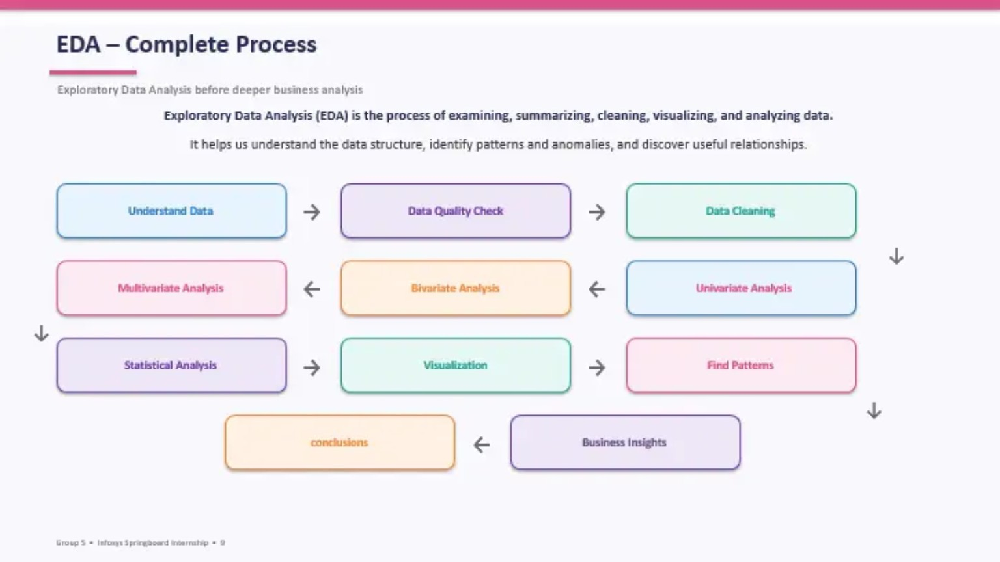 EDA – Complete Process
Exploratory Data Analysis before deeper business analysis
Exploratory Data Analysis (EDA) is the process of examining, summarizing, cleaning, visualizing, and analyzing data.
It helps us understand the data structure, identify patterns and anomalies, and discover useful relationships.
Understand Data → Data Quality Check → Data Cleaning
↓
Multivariate Analysis ← Bivariate Analysis ← Univariate Analysis
↓
Statistical Analysis → Visualization → Find Patterns
↓
conclusions ← Business Insights
Group 5 • Infosys Springboard Internship • 9